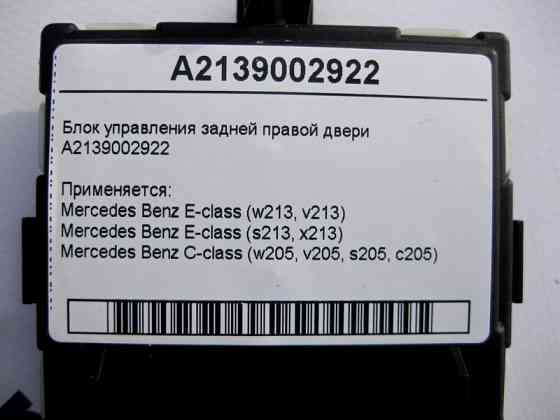 A2139002922
Блок управления задней правой двери
A2139002922
Применяется:
Mercedes Benz E-class (w213, v213)
Mercedes Benz E-class (s213, x213)
Mercedes Benz C-class (w205, v205, s205, c205)